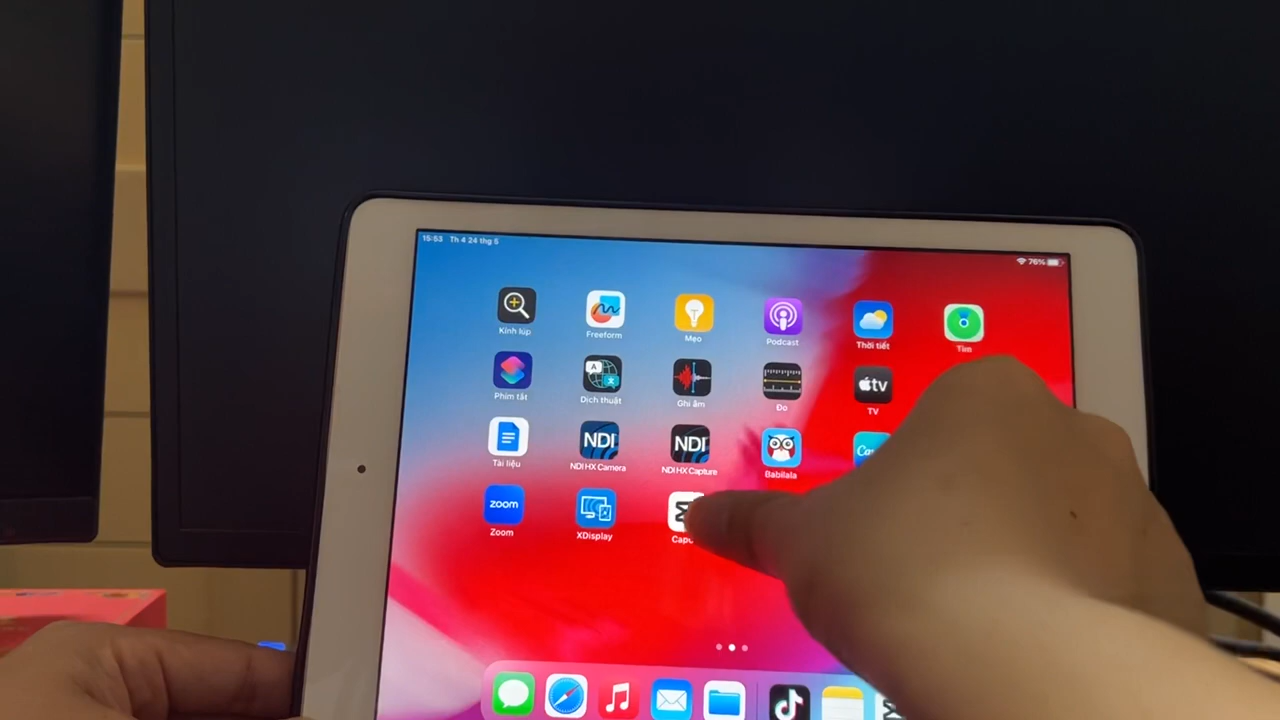 15:53 Th 4 24 thg 5
76%
Kính lúp
Freeform
Mẹo
Podcast
Thời tiết
Tìm
Phím tắt
Dịch thuật
Ghi âm
Đo
tv
TV
NDI
NDI
Tài liệu
NDI HX Camera
NDI HX Capture
Babilala
zoom
Zoom
XDisplay